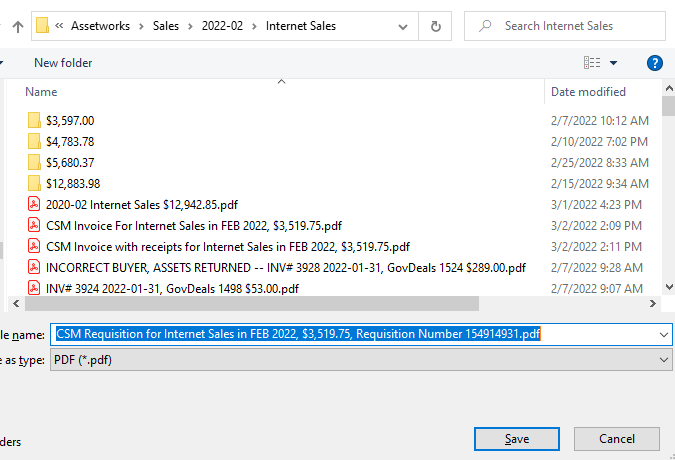 Assetworks > Sales > 2022-02 > Internet Sales
Search Internet Sales
New folder
Name Date modified
$3,597.00 2/7/2022 10:12 AM
$4,783.78 2/10/2022 7:02 PM
$5,680.37 2/25/2022 8:33 AM
$12,883.98 2/15/2022 9:34 AM
2020-02 Internet Sales $12,942.85.pdf 3/1/2022 4:23 PM
CSM Invoice For Internet Sales in FEB 2022, $3,519.75.pdf 3/2/2022 2:09 PM
CSM Invoice with receipts for Internet Sales in FEB 2022, $3,519.75.pdf 3/2/2022 2:11 PM
INCORRECT BUYER, ASSETS RETURNED -- INV# 3928 2022-01-31, GovDeals 1524 $289.00.pdf 2/7/2022 9:28 AM
INV# 3924 2022-01-31, GovDeals 1498 $53.00.pdf 2/7/2022 9:07 AM
le name: CSM Requisition for Internet Sales in FEB 2022, $3,519.75, Requisition Number 154914931.pdf
e as type: PDF (*.pdf)
ders
Save
Cancel